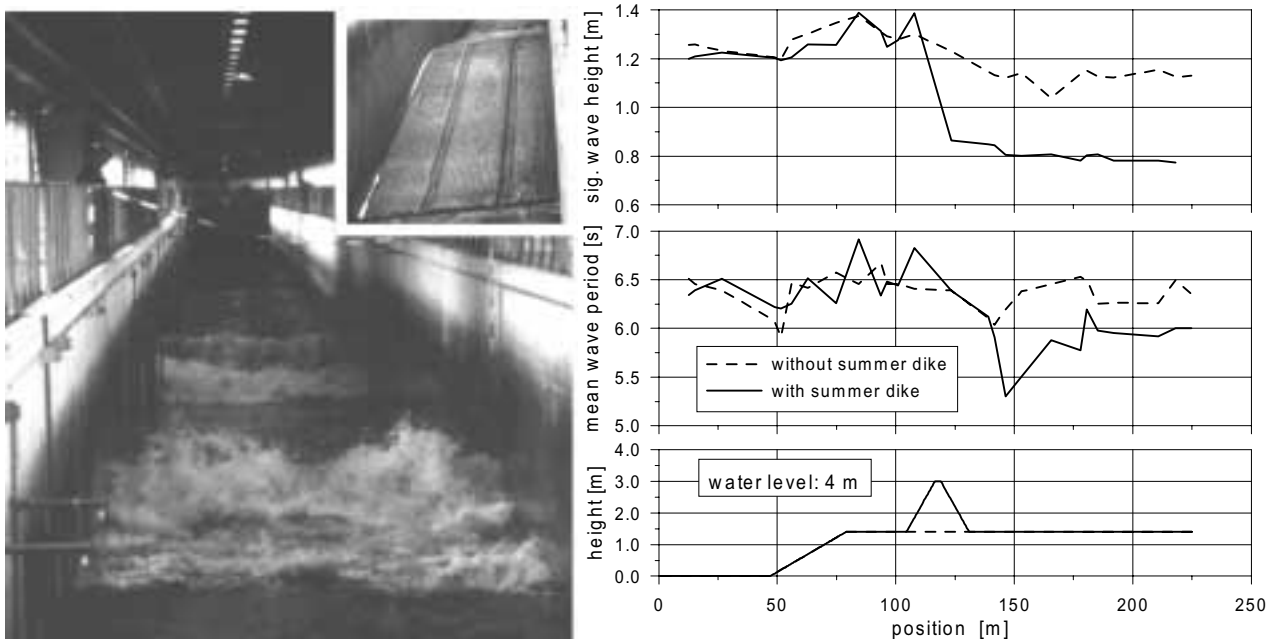 sig. wave height [m]
1.4
1.2
1.0
0.8
0.6
mean wave period [s]
7.0
6.5
6.0
5.5
5.0
without summer dike
with summer dike
height [m]
4.0
3.0
2.0
1.0
0.0
water level: 4 m
0 50 100 150 200 250
position [m]